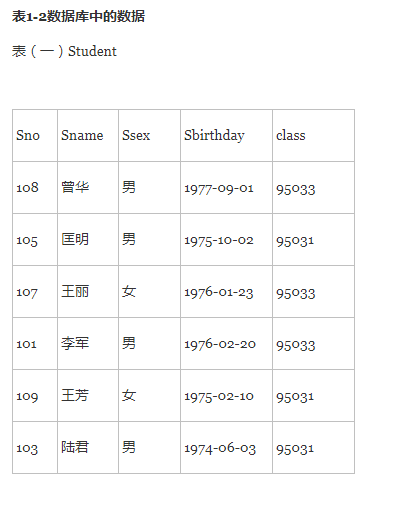 表1-2数据库中的数据
表（一）Student
Sno Sname Ssex Sbirthday class
108 曾华 男 1977-09-01 95033
105 匡明 男 1975-10-02 95031
107 王丽 女 1976-01-23 95033
101 李军 男 1976-02-20 95033
109 王芳 女 1975-02-10 95031
103 陆君 男 1974-06-03 95031